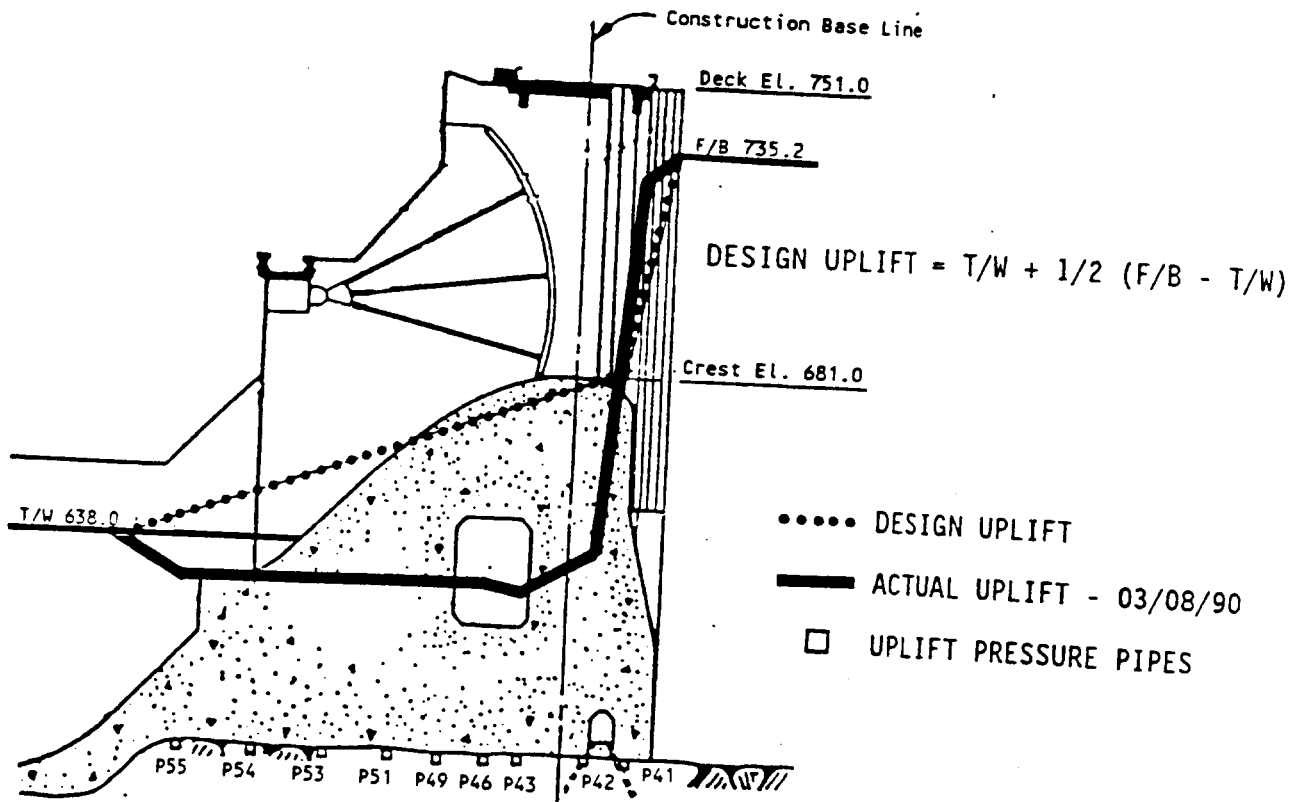 Construction Base Line
Deck El. 751.0
F/B 735.2
DESIGN UPLIFT = T/W + 1/2 (F/B - T/W)
Crest El. 681.0
T/W 638.0
DESIGN UPLIFT
ACTUAL UPLIFT - 03/08/90
UPLIFT PRESSURE PIPES
P55 P54 P53 P51 P49 P46 P43 P42 P41